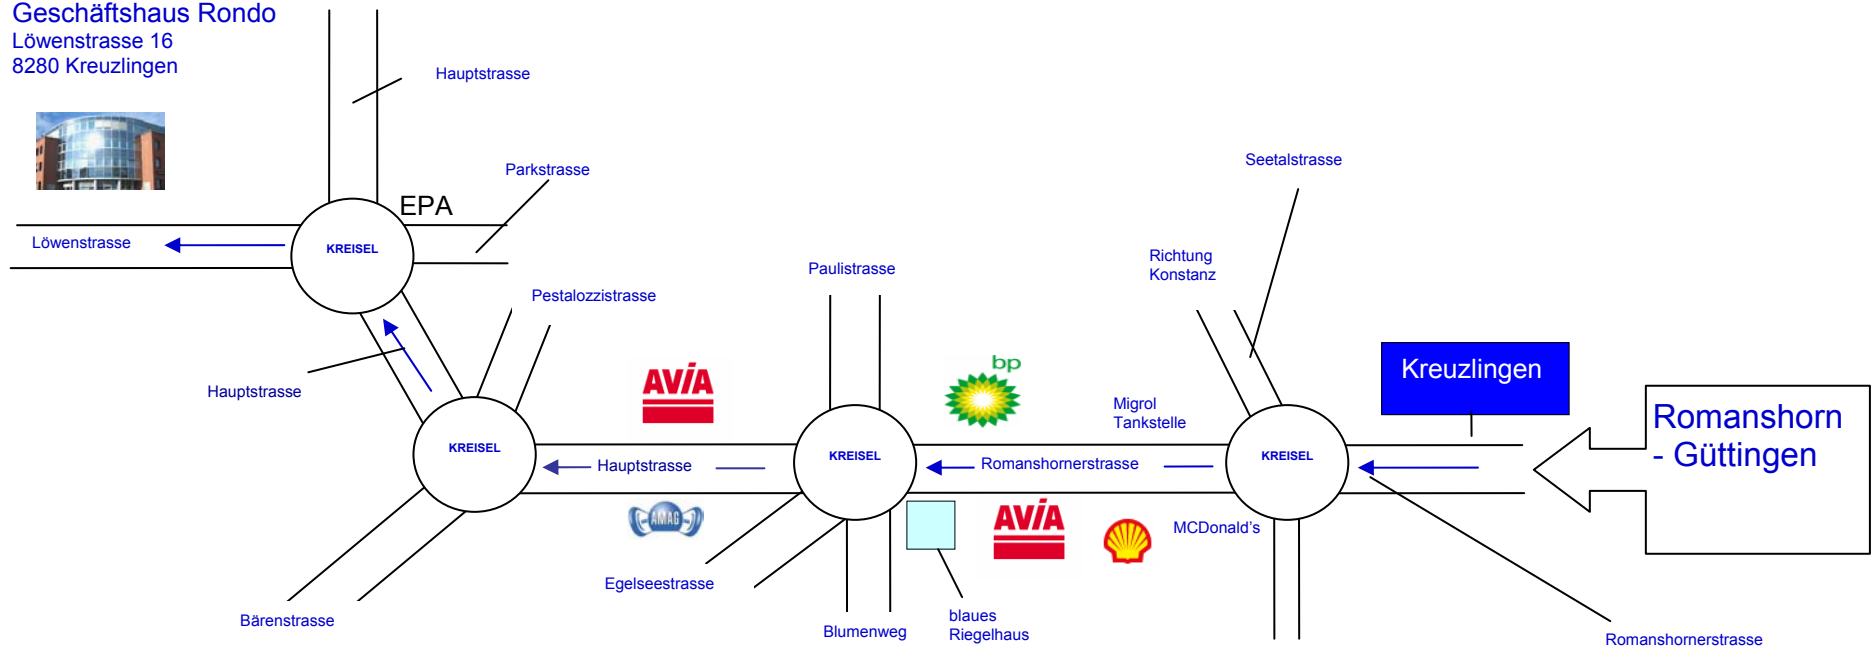 Geschäftshaus Rondo
Löwenstrasse 16
8280 Kreuzlingen
Hauptstrasse
Parkstrasse
EPA
Löwenstrasse
KREISEL
Pestalozzistrasse
Hauptstrasse
KREISEL
Bärenstrasse
AVIA
Hauptstrasse
AMAG
Egelseestrasse
Paulistrasse
KREISEL
Blumenweg
blaues
Riegelhaus
bp
Romanshornerstrasse
AVIA
Migrol
Tankstelle
MCDonald's
Richtung
Konstanz
Seetalstrasse
KREISEL
Kreuzlingen
Romanshorn
- Güttingen
Romanshornerstrasse